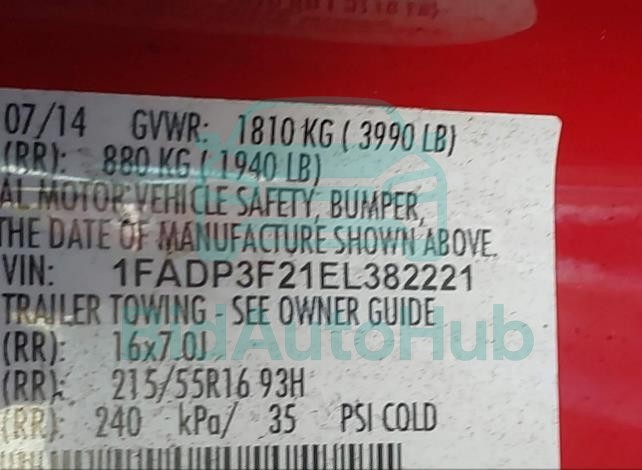 07/14 GVWR: 1810 KG ( 3990 LB)
(RR): 880 KG ( 1940 LB)
AL MOTOR VEHICLE SAFETY, BUMPER,
THE DATE OF MANUFACTURE SHOWN ABOVE.
VIN: 1FADP3F21EL382221
TRAILER TOWING - SEE OWNER GUIDE
BidAutoHub
(RR): 16x7.0J
(RR): 215/55R16 93H
(RR): 240 kPa/ 35 PSI COLD